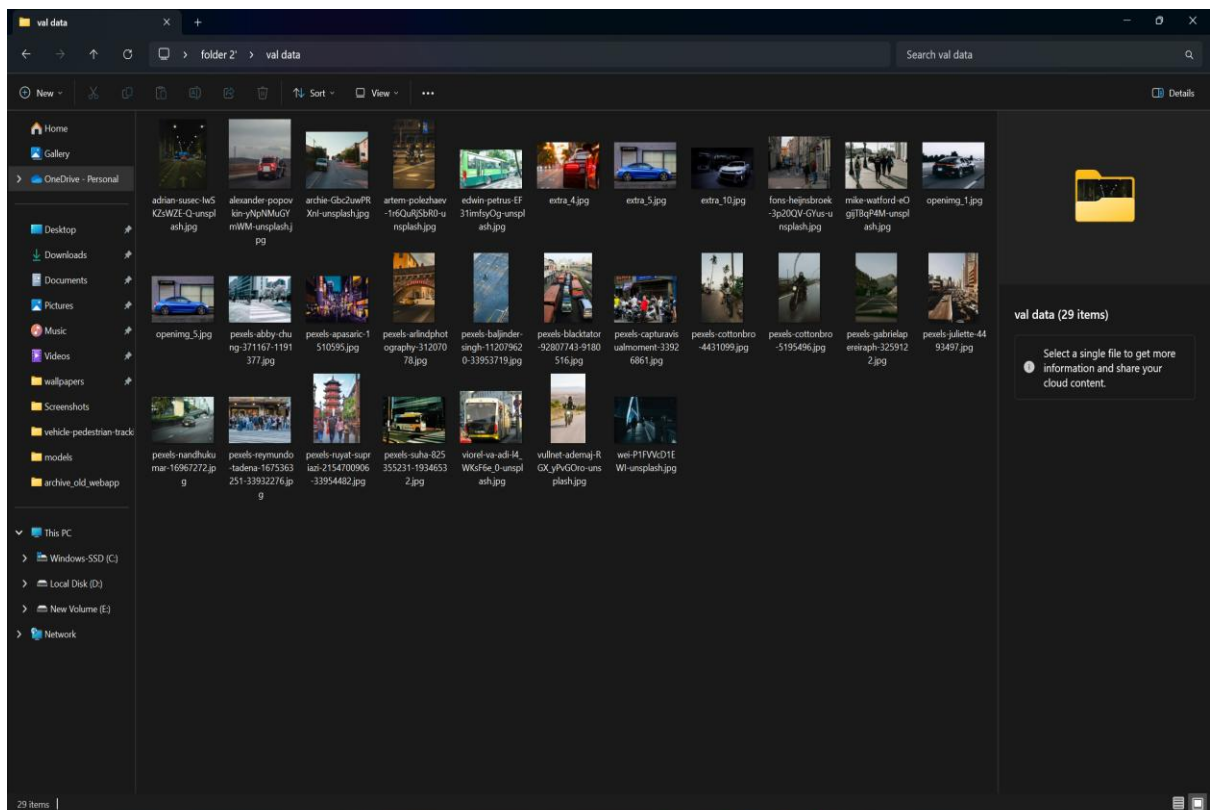 val data
folder 2'
val data
Search val data
New
Sort
View
Details
Home
Gallery
OneDrive - Personal
Desktop
Downloads
Documents
Pictures
Music
Videos
wallpapers
Screenshots
vehicle-pedestrian-tracki
models
archive_old_webapp
This PC
Windows-SSD (C:)
Local Disk (D:)
New Volume (E:)
Network
adrian-susec-IwS
KZsWZE-Q-unspl
ash.jpg
alexander-popov
kin-yNpNMuGY
mWM-unsplash.j
pg
archie-Gbc2uwPR
XnI-unsplash.jpg
artem-polezhaev
-1r6QuRjSbR0-u
nsplash.jpg
edwin-petrus-EF
31imfsyOg-unspl
ash.jpg
extra_4.jpg
extra_5.jpg
extra_10.jpg
fons-heijnsbroek
-3p20QV-GYus-u
nsplash.jpg
mike-watford-eO
gijTBqP4M-unspl
ash.jpg
openimg_1.jpg
openimg_5.jpg
pexels-abby-chu
ng-371167-1191
377.jpg
pexels-apasaric-1
510595.jpg
pexels-arlindphot
ography-312070
78.jpg
pexels-baljinder-
singh-11207962
0-33953719.jpg
pexels-blacktator
-92807743-9180
516.jpg
pexels-capturavis
ualmoment-3392
6861.jpg
pexels-cottonbro
-4431099.jpg
pexels-cottonbro
-5195496.jpg
pexels-gabrielap
ereiraph-325912
2.jpg
pexels-juliette-44
93497.jpg
pexels-nandhuku
mar-16967272.jp
g
pexels-reymundo
-tadena-1675363
251-33932276.jp
g
pexels-ruyat-supr
iazi-2154700906
-33954482.jpg
pexels-suha-825
355231-1934653
2.jpg
viorel-va-adi-l4_
WKsF6e_0-unspl
ash.jpg
vullnet-ademaj-R
GX_yPvGOro-uns
plash.jpg
wei-P1FVVcD1E
WI-unsplash.jpg
val data (29 items)
Select a single file to get more
information and share your
cloud content.
29 items